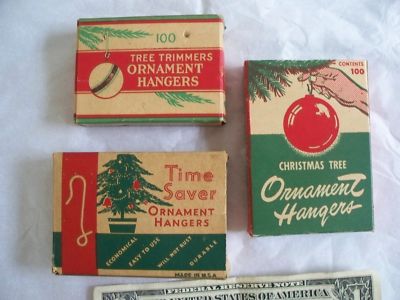 100
TREE TRIMMERS
ORNAMENT
HANGERS
CONTENTS
100
CHRISTMAS TREE
Ornament
Hangers
Time
Saver
ORNAMENT
HANGERS
ECONOMICAL
EASY TO USE
WILL NOT RUST
DURABLE
MADE IN U.S.A
FEDERAL RESERVE NOTE
UNITED STATES OF AMERICA